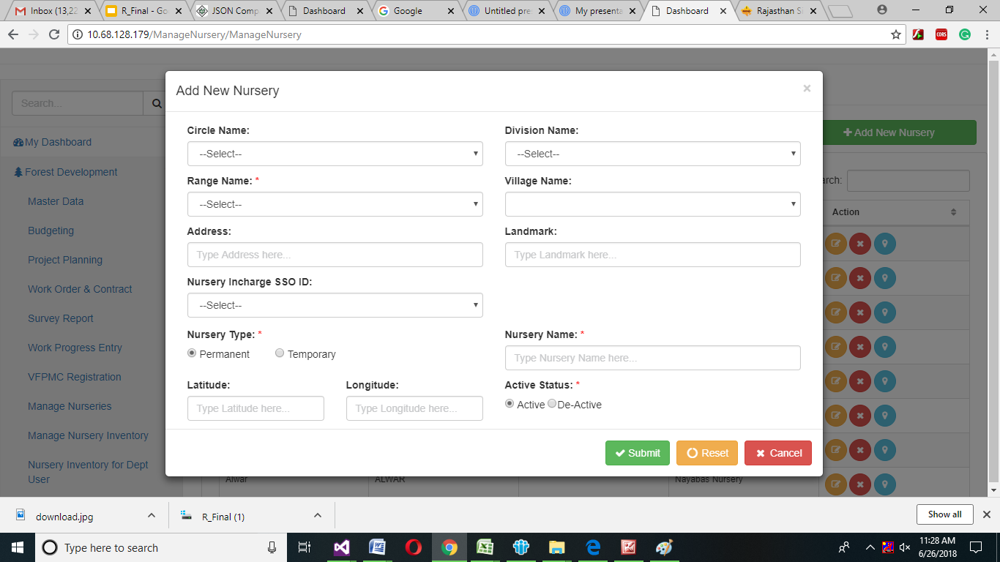 Inbox (13,22
R_Final - Go
JSON Comp
Dashboard
Google
Untitled pre
My presenta
Dashboard
Rajasthan S
10.68.128.179/ManageNursery/ManageNursery
CORS
Add New Nursery
×
Search...
My Dashboard
Forest Development
Master Data
Budgeting
Project Planning
Work Order & Contract
Survey Report
Work Progress Entry
VFPMC Registration
Manage Nurseries
Manage Nursery Inventory
Nursery Inventory for Dept
User
Circle Name:
Division Name:
--Select--
--Select--
Range Name: *
Village Name:
--Select--
Address:
Landmark:
Type Address here...
Type Landmark here...
Nursery Incharge SSO ID:
--Select--
Nursery Type: *
Nursery Name: *
Permanent
Temporary
Type Nursery Name here...
Latitude:
Longitude:
Active Status: *
Type Latitude here...
Type Longitude here...
Active
De-Active
Submit
Reset
Cancel
Add New Nursery
rch:
Action
Alwar
ALWAR
Nayabas Nursery
download.jpg
R_Final (1)
Show all
Type here to search
11:28 AM
6/26/2018